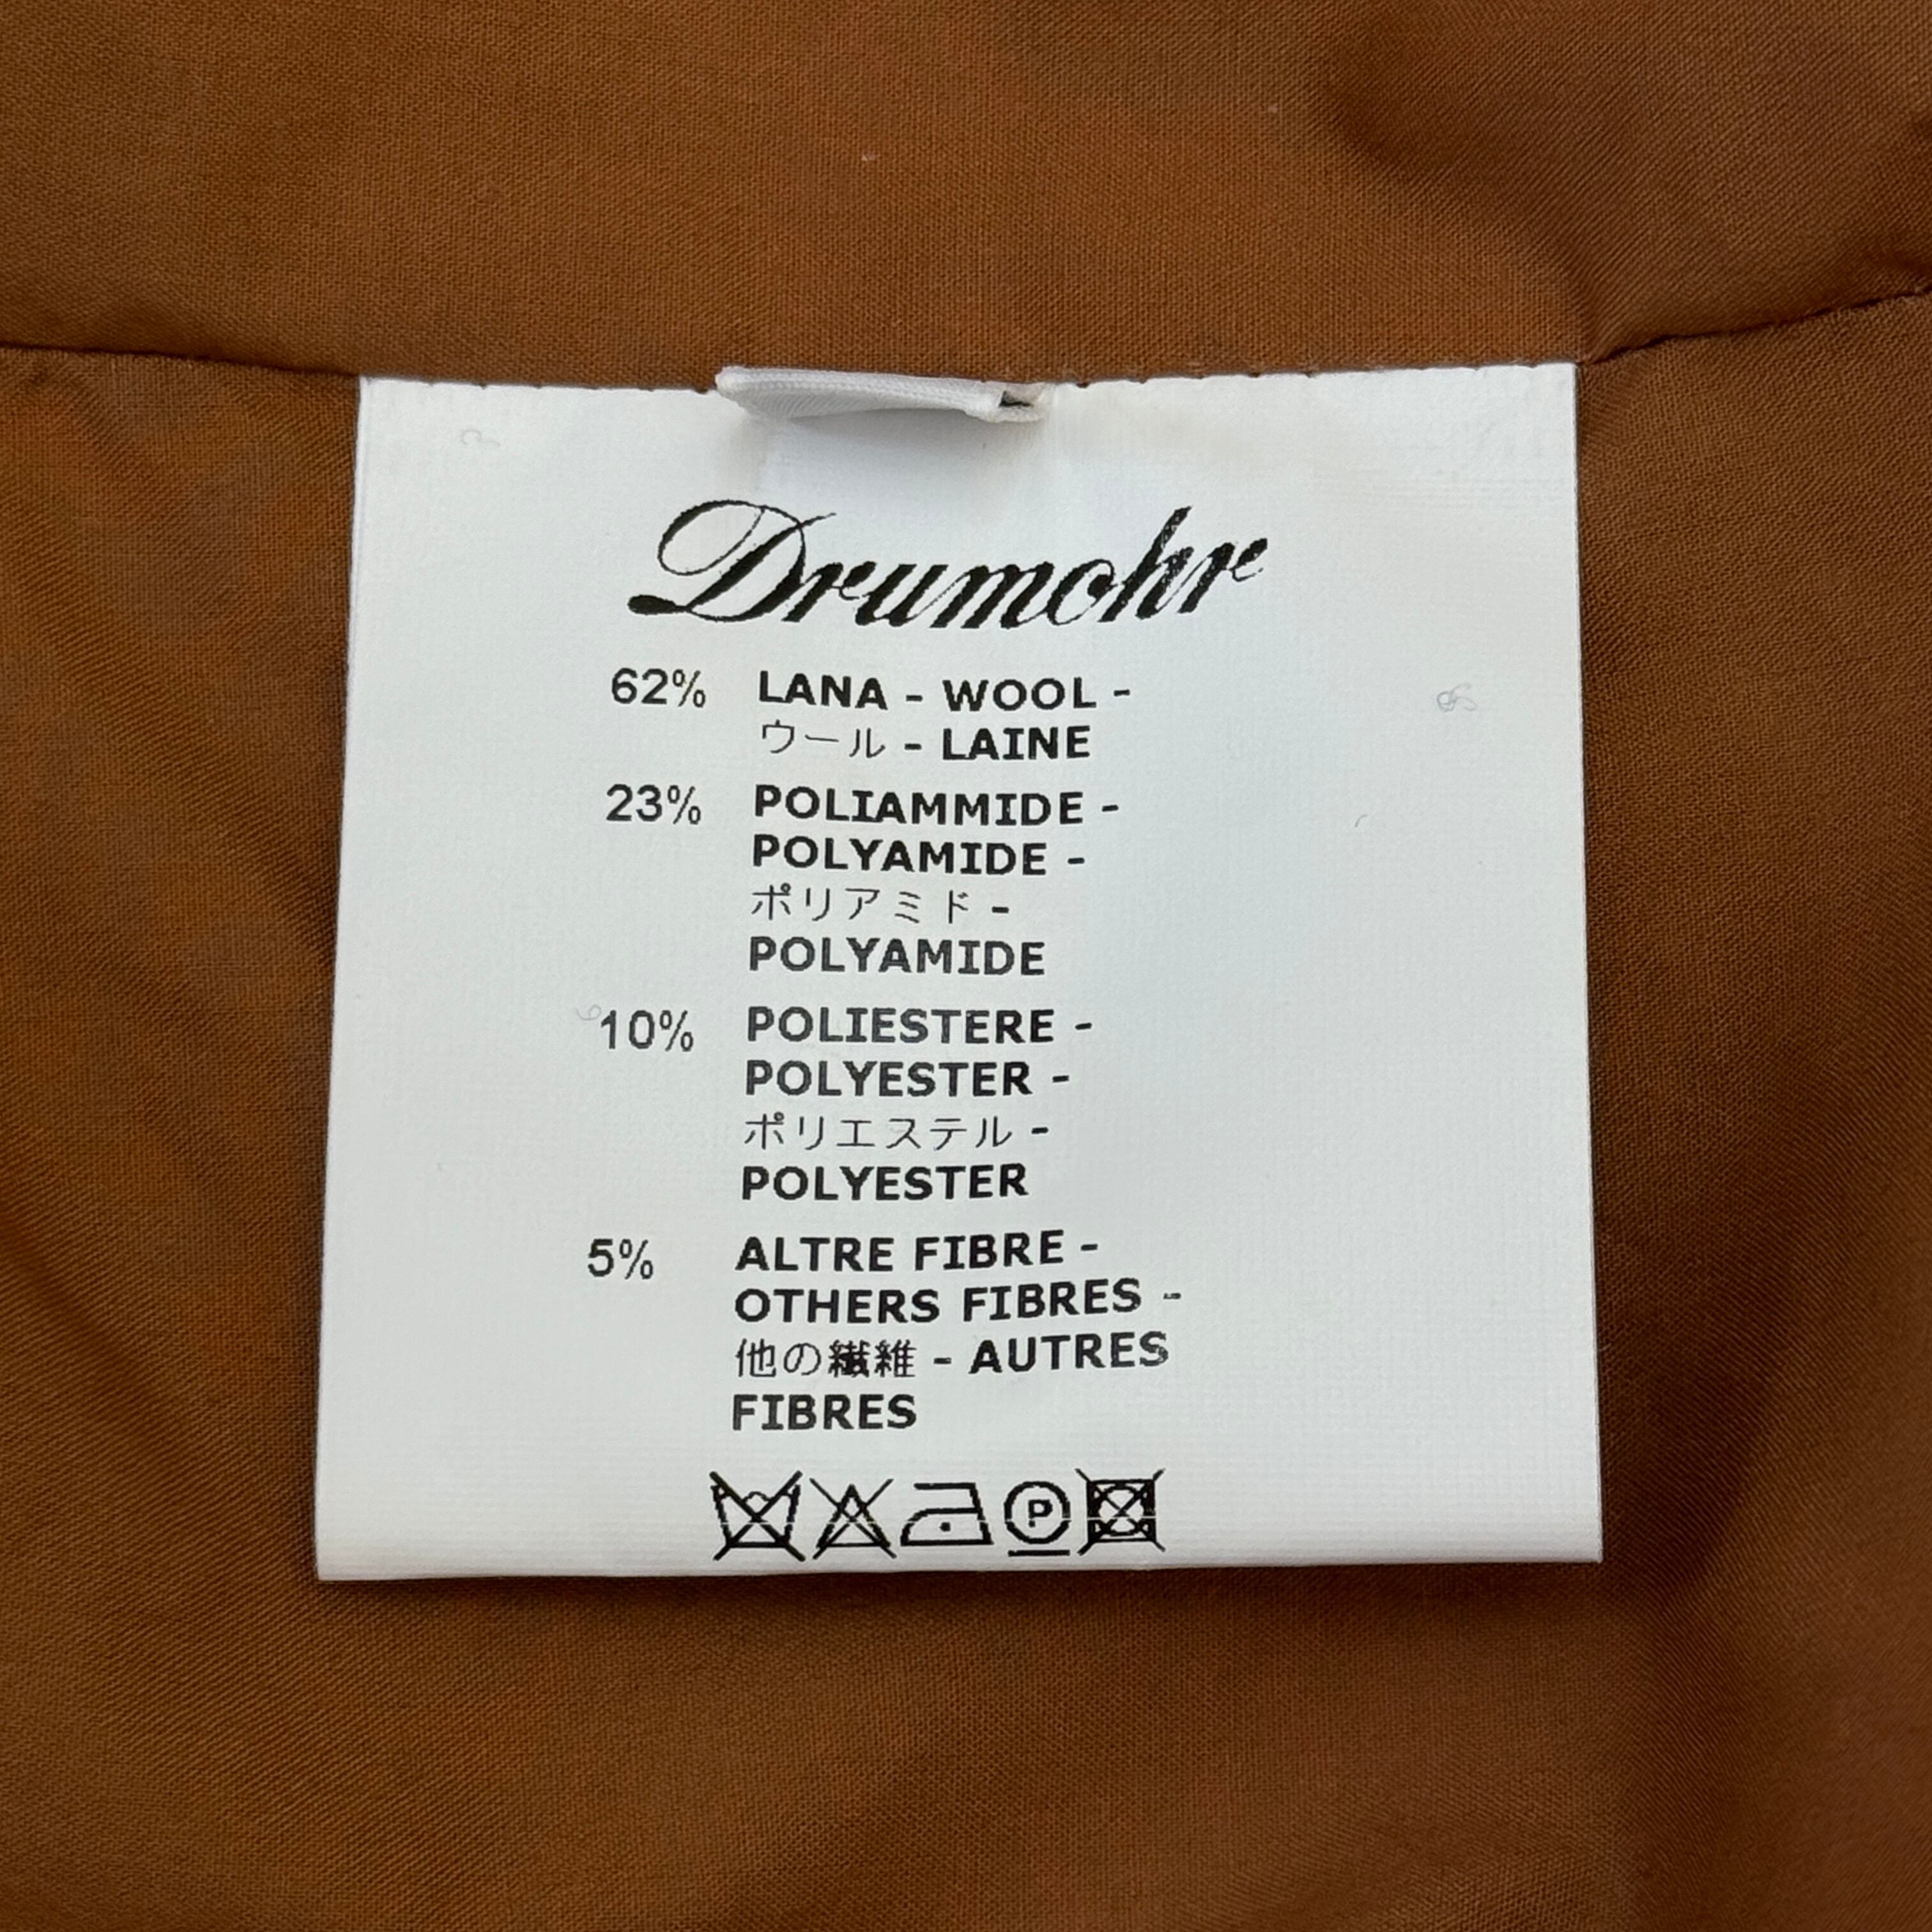 Drumohr
62% LANA - WOOL -
ウール - LAINE
23% POLIAMMIDE -
POLYAMIDE -
ポリアミド -
POLYAMIDE
10% POLIESTERE -
POLYESTER -
ポリエステル -
POLYESTER
5% ALTRE FIBRE -
OTHERS FIBRES -
他の繊維 - AUTRES
FIBRES
P